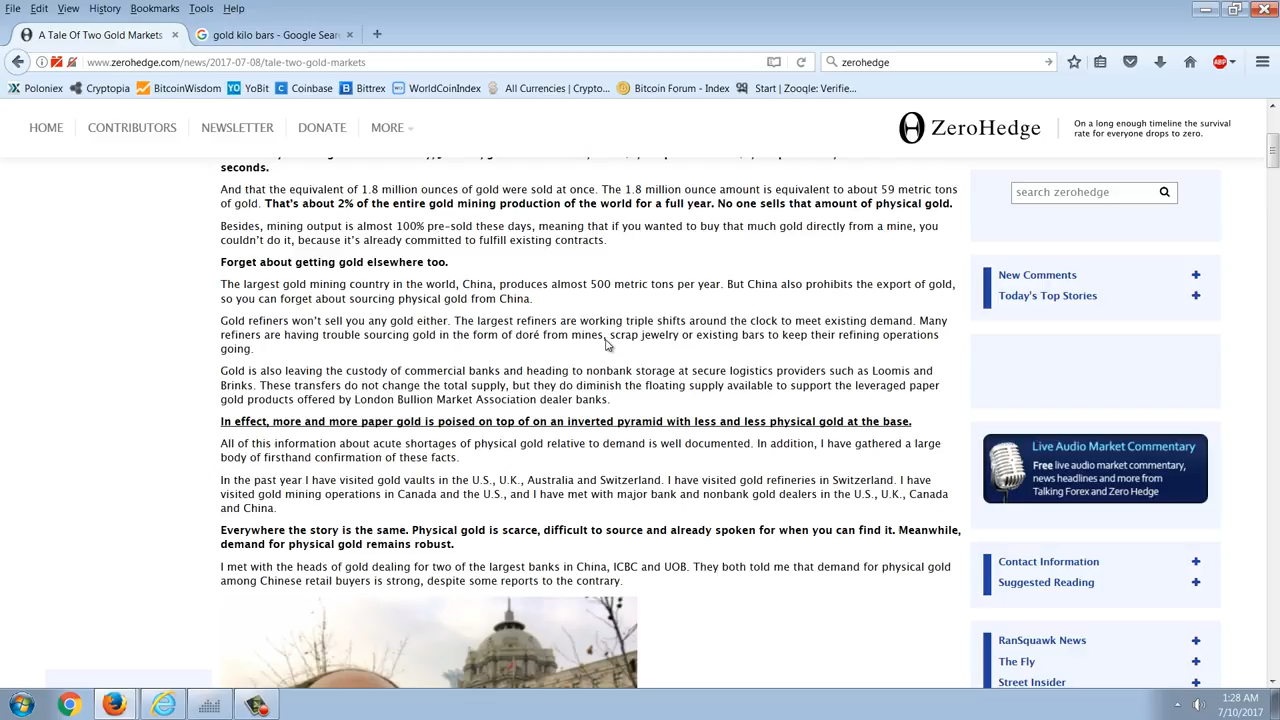 File Edit View History Bookmarks Tools Help
A Tale Of Two Gold Markets × gold kilo bars - Google Sear × +
www.zerohedge.com/news/2017-07-08/tale-two-gold-markets zerohedge
Poloniex Cryptopia BitcoinWisdom YoBit Coinbase Bittrex WorldCoinIndex All Currencies | Crypto... Bitcoin Forum - Index Start | Zooqle: Verifie...
HOME CONTRIBUTORS NEWSLETTER DONATE MORE
ZeroHedge
On a long enough timeline the survival
rate for everyone drops to zero.
seconds.
And that the equivalent of 1.8 million ounces of gold were sold at once. The 1.8 million ounce amount is equivalent to about 59 metric tons
of gold. That's about 2% of the entire gold mining production of the world for a full year. No one sells that amount of physical gold.
Besides, mining output is almost 100% pre-sold these days, meaning that if you wanted to buy that much gold directly from a mine, you
couldn't do it, because it's already committed to fulfill existing contracts.
Forget about getting gold elsewhere too.
The largest gold mining country in the world, China, produces almost 500 metric tons per year. But China also prohibits the export of gold,
so you can forget about sourcing physical gold from China.
Gold refiners won't sell you any gold either. The largest refiners are working triple shifts around the clock to meet existing demand. Many
refiners are having trouble sourcing gold in the form of doré from mines, scrap jewelry or existing bars to keep their refining operations
going.
Gold is also leaving the custody of commercial banks and heading to nonbank storage at secure logistics providers such as Loomis and
Brinks. These transfers do not change the total supply, but they do diminish the floating supply available to support the leveraged paper
gold products offered by London Bullion Market Association dealer banks.
In effect, more and more paper gold is poised on top of on an inverted pyramid with less and less physical gold at the base.
All of this information about acute shortages of physical gold relative to demand is well documented. In addition, I have gathered a large
body of firsthand confirmation of these facts.
In the past year I have visited gold vaults in the U.S., U.K., Australia and Switzerland. I have visited gold refineries in Switzerland. I have
visited gold mining operations in Canada and the U.S., and I have met with major bank and nonbank gold dealers in the U.S., U.K., Canada
and China.
Everywhere the story is the same. Physical gold is scarce, difficult to source and already spoken for when you can find it. Meanwhile,
demand for physical gold remains robust.
I met with the heads of gold dealing for two of the largest banks in China, ICBC and UOB. They both told me that demand for physical gold
among Chinese retail buyers is strong, despite some reports to the contrary.
search zerohedge
New Comments +
Today's Top Stories +
Live Audio Market Commentary
Free live audio market commentary,
news headlines and more from
Talking Forex and Zero Hedge
Contact Information +
Suggested Reading +
RanSquawk News +
The Fly +
Street Insider +
1:28 AM
7/10/2017